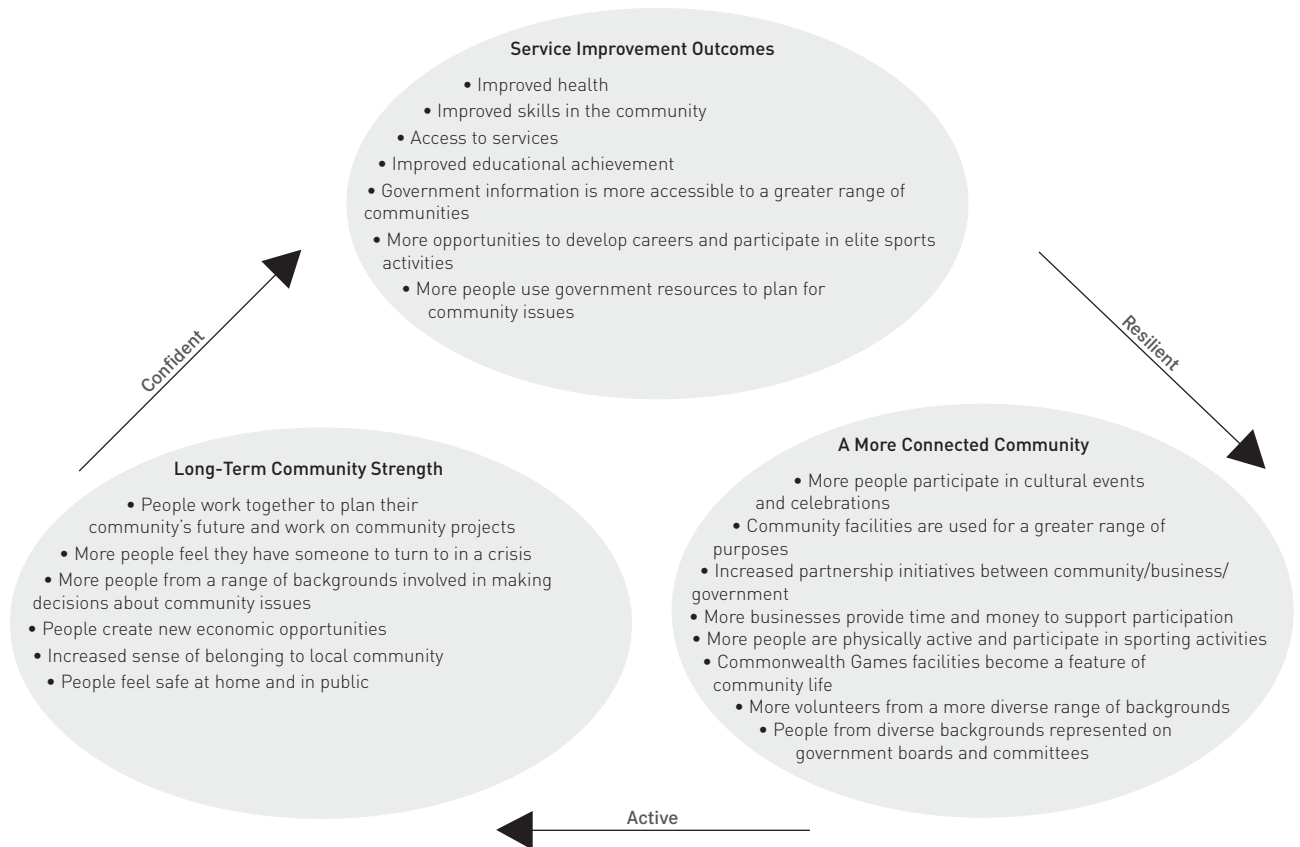 Service Improvement Outcomes
• Improved health
• Improved skills in the community
• Access to services
• Improved educational achievement
• Government information is more accessible to a greater range of
communities
• More opportunities to develop careers and participate in elite sports
activities
• More people use government resources to plan for
community issues
Confident
Resilient
Long-Term Community Strength
• People work together to plan their
community’s future and work on community projects
• More people feel they have someone to turn to in a crisis
• More people from a range of backgrounds involved in making
decisions about community issues
• People create new economic opportunities
• Increased sense of belonging to local community
• People feel safe at home and in public
A More Connected Community
• More people participate in cultural events
and celebrations
• Community facilities are used for a greater range of
purposes
• Increased partnership initiatives between community/business/
government
• More businesses provide time and money to support participation
• More people are physically active and participate in sporting activities
• Commonwealth Games facilities become a feature of
community life
• More volunteers from a more diverse range of backgrounds
• People from diverse backgrounds represented on
government boards and committees
Active